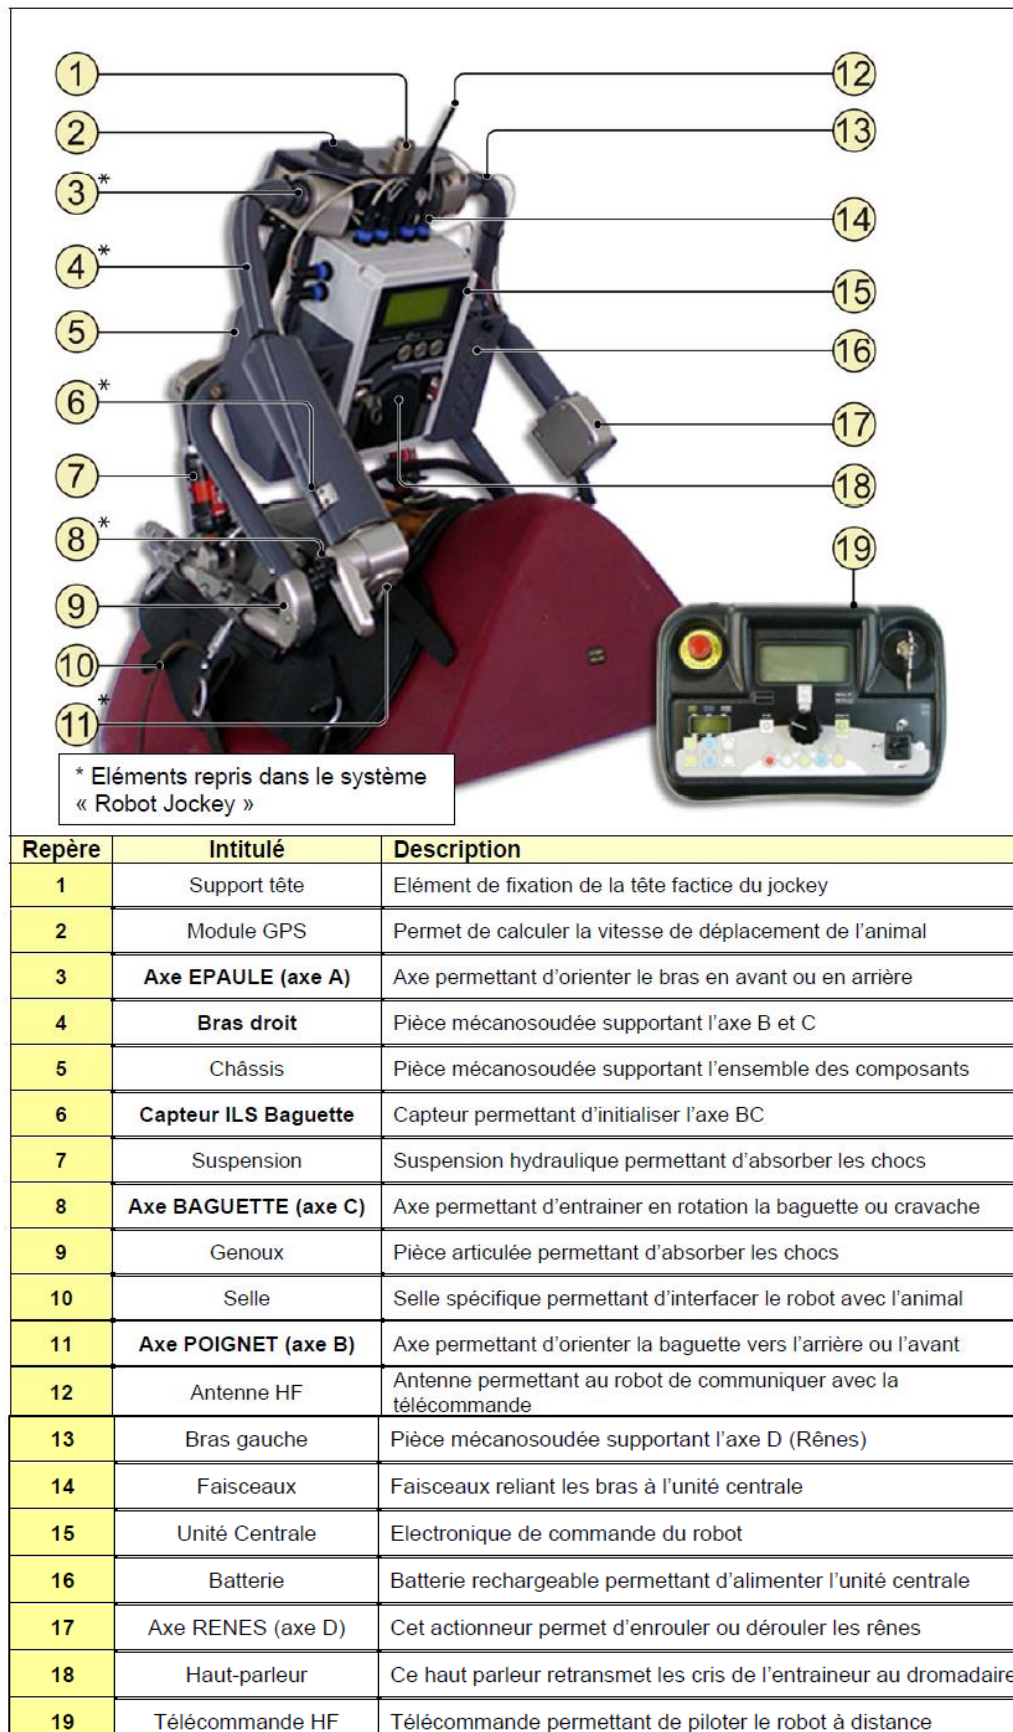 1
2
3*
4*
5
6*
7
8*
9
10
11*
12
13
14
15
16
17
18
19
* Eléments repris dans le système
« Robot Jockey »
Repère Intitulé Description
1 Support tête Elément de fixation de la tête factice du jockey
2 Module GPS Permet de calculer la vitesse de déplacement de l'animal
3 Axe EPAULE (axe A) Axe permettant d'orienter le bras en avant ou en arrière
4 Bras droit Pièce mécanosoudée supportant l'axe B et C
5 Châssis Pièce mécanosoudée supportant l'ensemble des composants
6 Capteur ILS Baguette Capteur permettant d'initialiser l'axe BC
7 Suspension Suspension hydraulique permettant d'absorber les chocs
8 Axe BAGUETTE (axe C) Axe permettant d'entrainer en rotation la baguette ou cravache
9 Genoux Pièce articulée permettant d'absorber les chocs
10 Selle Selle spécifique permettant d'interfacer le robot avec l'animal
11 Axe POIGNET (axe B) Axe permettant d'orienter la baguette vers l'arrière ou l'avant
12 Antenne HF Antenne permettant au robot de communiquer avec la
télécommande
13 Bras gauche Pièce mécanosoudée supportant l'axe D (Rênes)
14 Faisceaux Faisceaux reliant les bras à l'unité centrale
15 Unité Centrale Electronique de commande du robot
16 Batterie Batterie rechargeable permettant d'alimenter l'unité centrale
17 Axe RENES (axe D) Cet actionneur permet d'enrouler ou dérouler les rênes
18 Haut-parleur Ce haut parleur retransmet les cris de l'entraineur au dromadaire
19 Télécommande HF Télécommande permettant de piloter le robot à distance